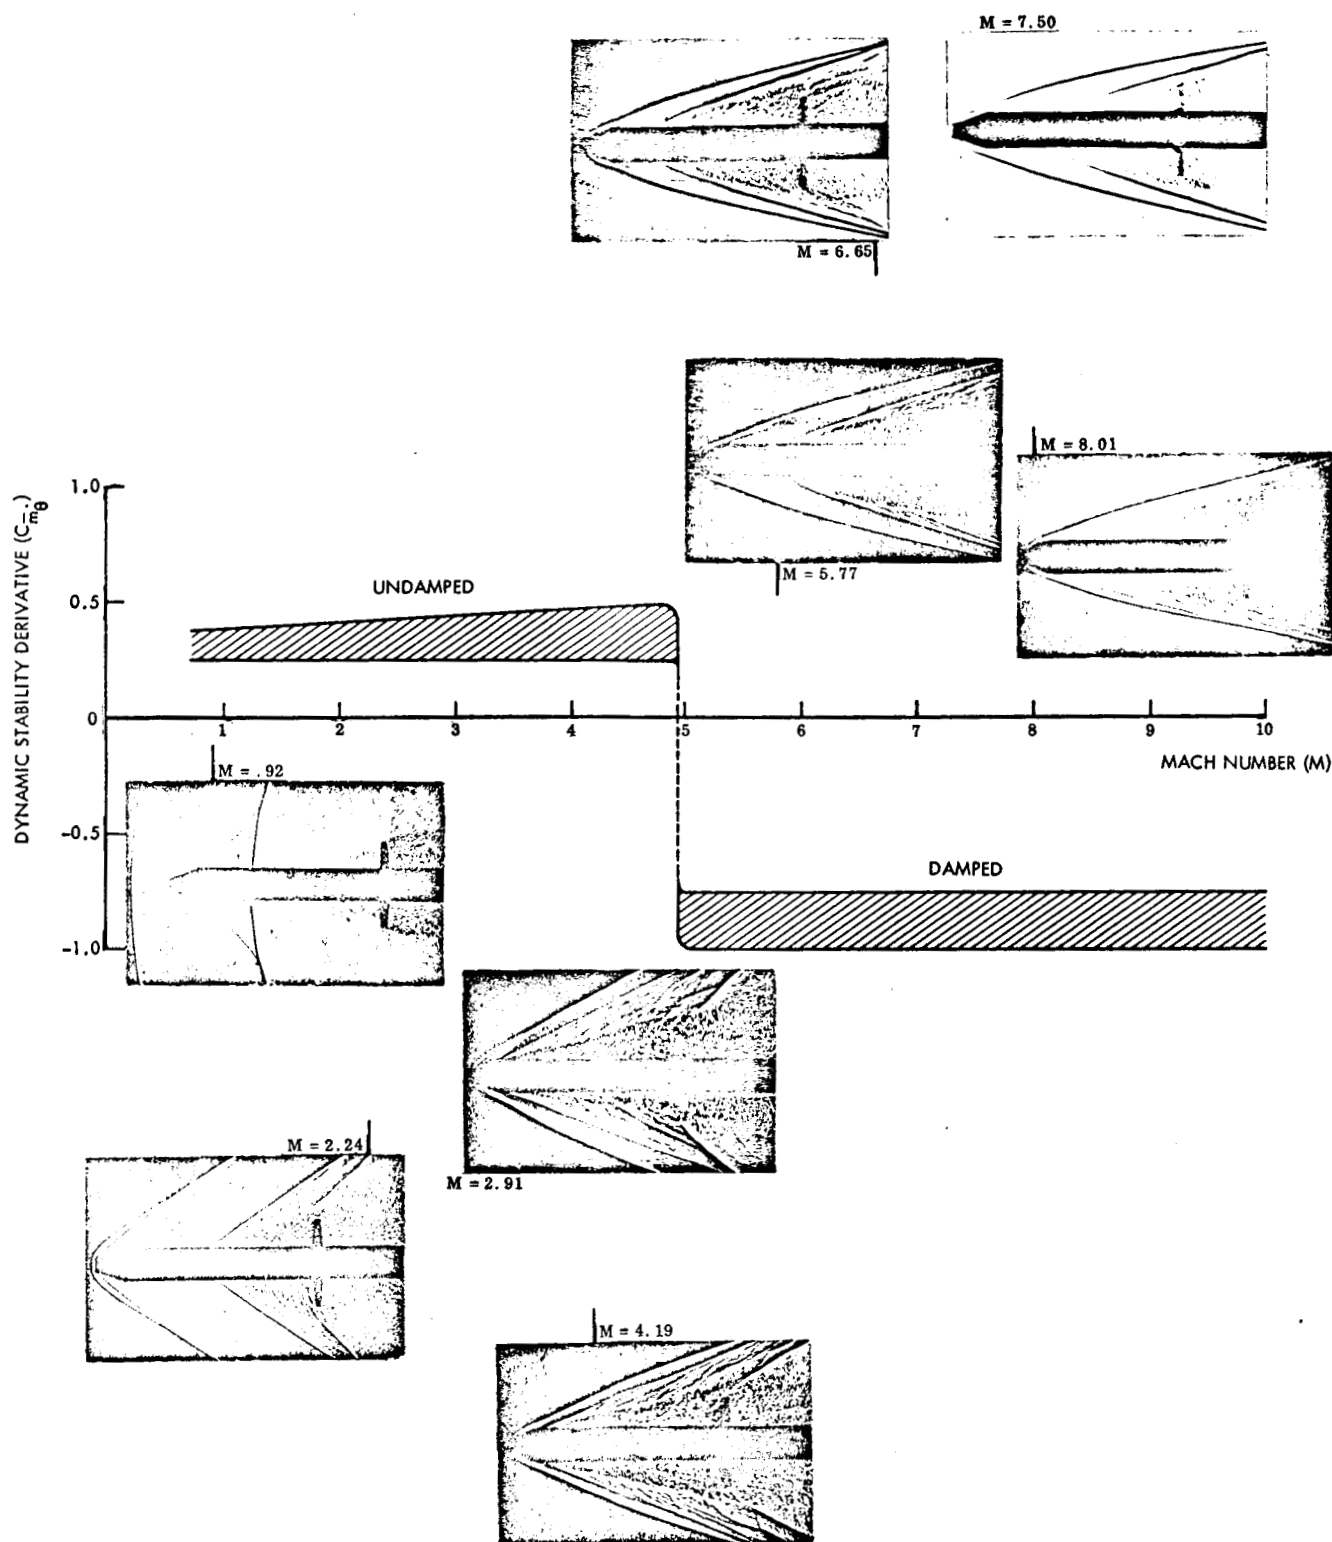 M = 7.50
M = 6.65
M = 8.01
M = 5.77
DYNAMIC STABILITY DERIVATIVE (Cm̄θ̇)
1.0
0.5
0
-0.5
-1.0
UNDAMPED
1 2 3 4 5 6 7 8 9 10
MACH NUMBER (M)
M = .92
DAMPED
M = 2.24
M = 2.91
M = 4.19